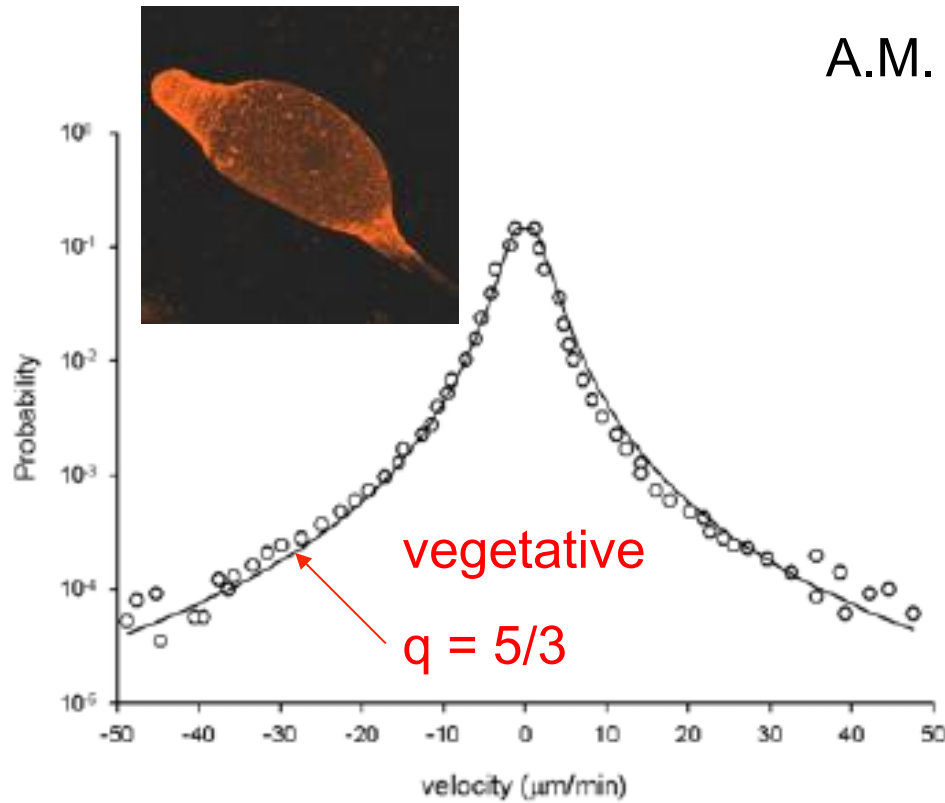 A.M.
10⁰
10⁻¹
10⁻²
10⁻³
10⁻⁴
10⁻⁵
Probability
vegetative
q = 5/3
-50 -40 -30 -20 -10 0 10 20 30 40 50
velocity (μm/min)